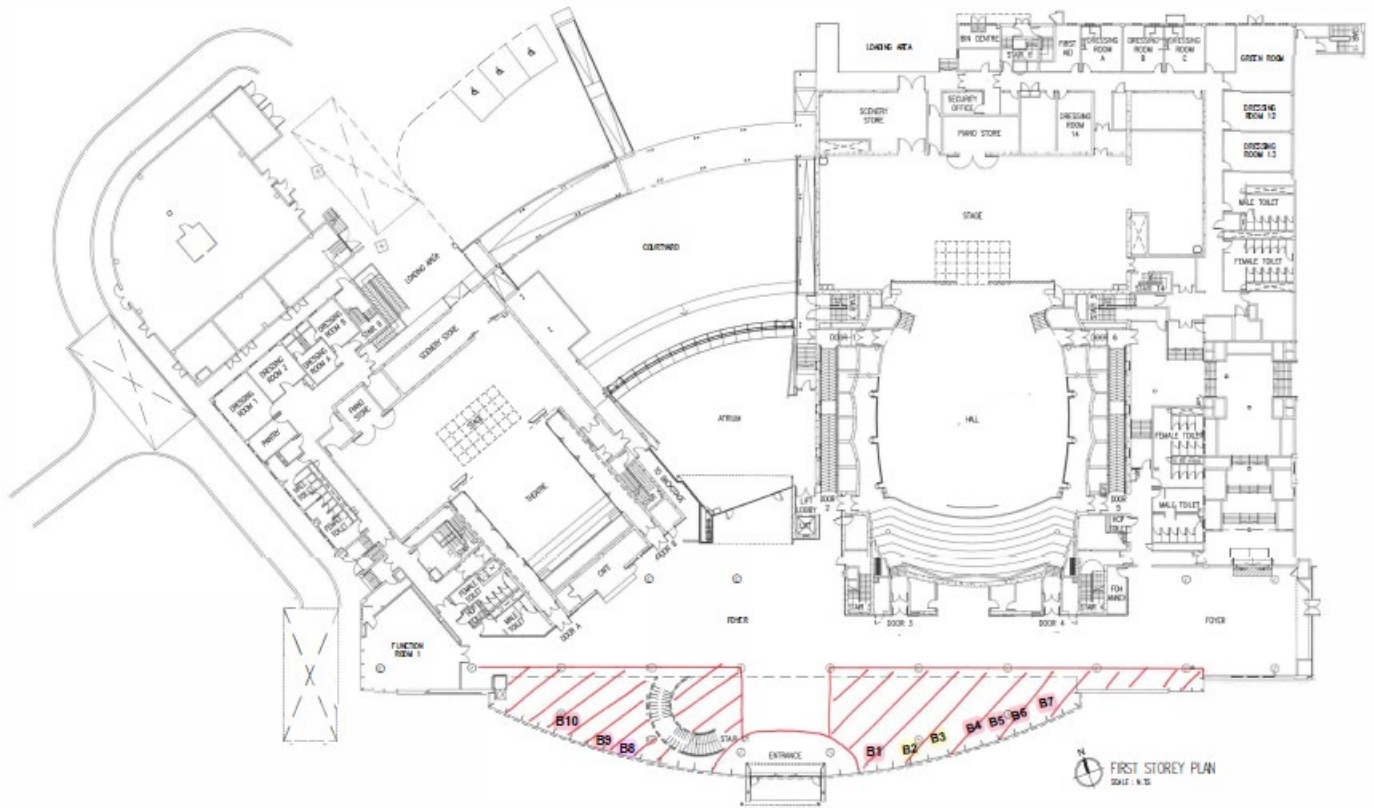 LOADING AREA
BIN CENTRE
FIRST
AID
DRESSING
ROOM
A
DRESSING
ROOM
B
DRESSING
ROOM
C
GREEN ROOM
SCENERY
STORE
SECURITY
OFFICE
PIANO STORE
DRESSING
ROOM
14
DRESSING
ROOM 12
DRESSING
ROOM 13
MALE TOILET
FEMALE TOILET
STAGE
COURTYARD
LOADING AREA
DRESSING
ROOM B
STAIR B
DRESSING
ROOM A
DRESSING
ROOM 2
DRESSING
ROOM 1
SCENERY STORE
PIANO
STORE
PANTRY
STAGE
THEATRE
ATRIUM
HALL
DOOR 1
DOOR 6
LIFT
LOBBY
LIFT
DOOR
2
DOOR
5
FEMALE TOILET
MALE TOILET
CAFE
DOOR B
FEMALE
TOILET
MALE
TOILET
DOOR A
STAIR 3
DOOR 3
DOOR 4
STAIR 4
FOH
ANNEX
FOYER
FOYER
FUNCTION
ROOM 1
STAIR
ENTRANCE
B10
B9
B8
B1
B2
B3
B4
B5
B6
B7
N
FIRST STOREY PLAN
SCALE : N.T.S